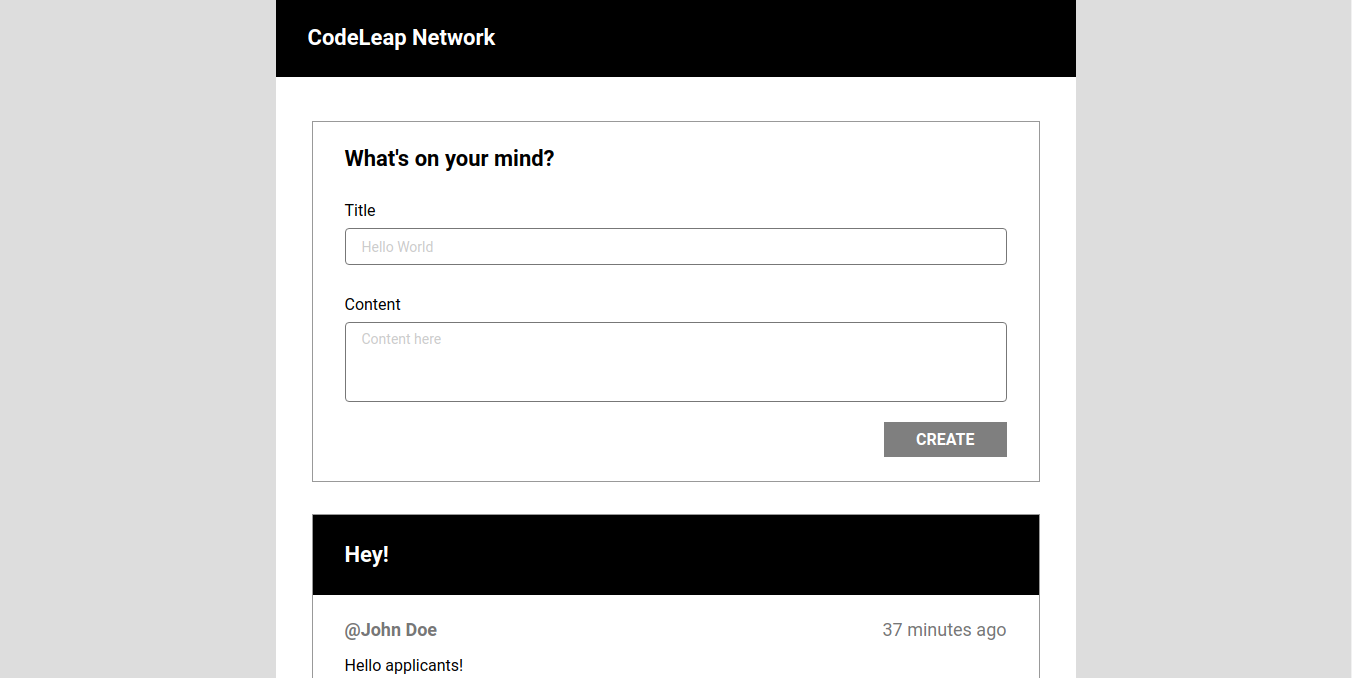 CodeLeap Network
What's on your mind?
Title
Hello World
Content
Content here
CREATE
Hey!
@John Doe 37 minutes ago
Hello applicants!